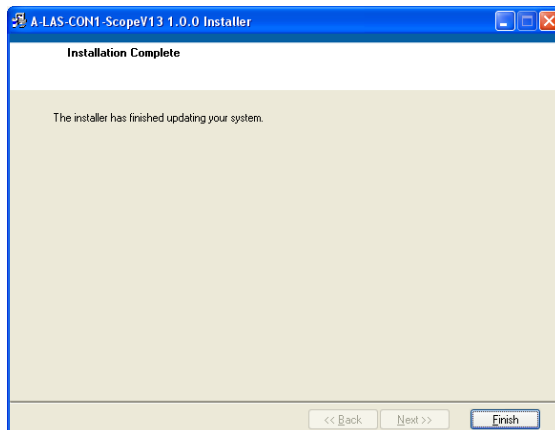 A-LAS-CON1-ScopeV13 1.0.0 Installer
Installation Complete
The installer has finished updating your system.
<< Back
Next >>
Finish